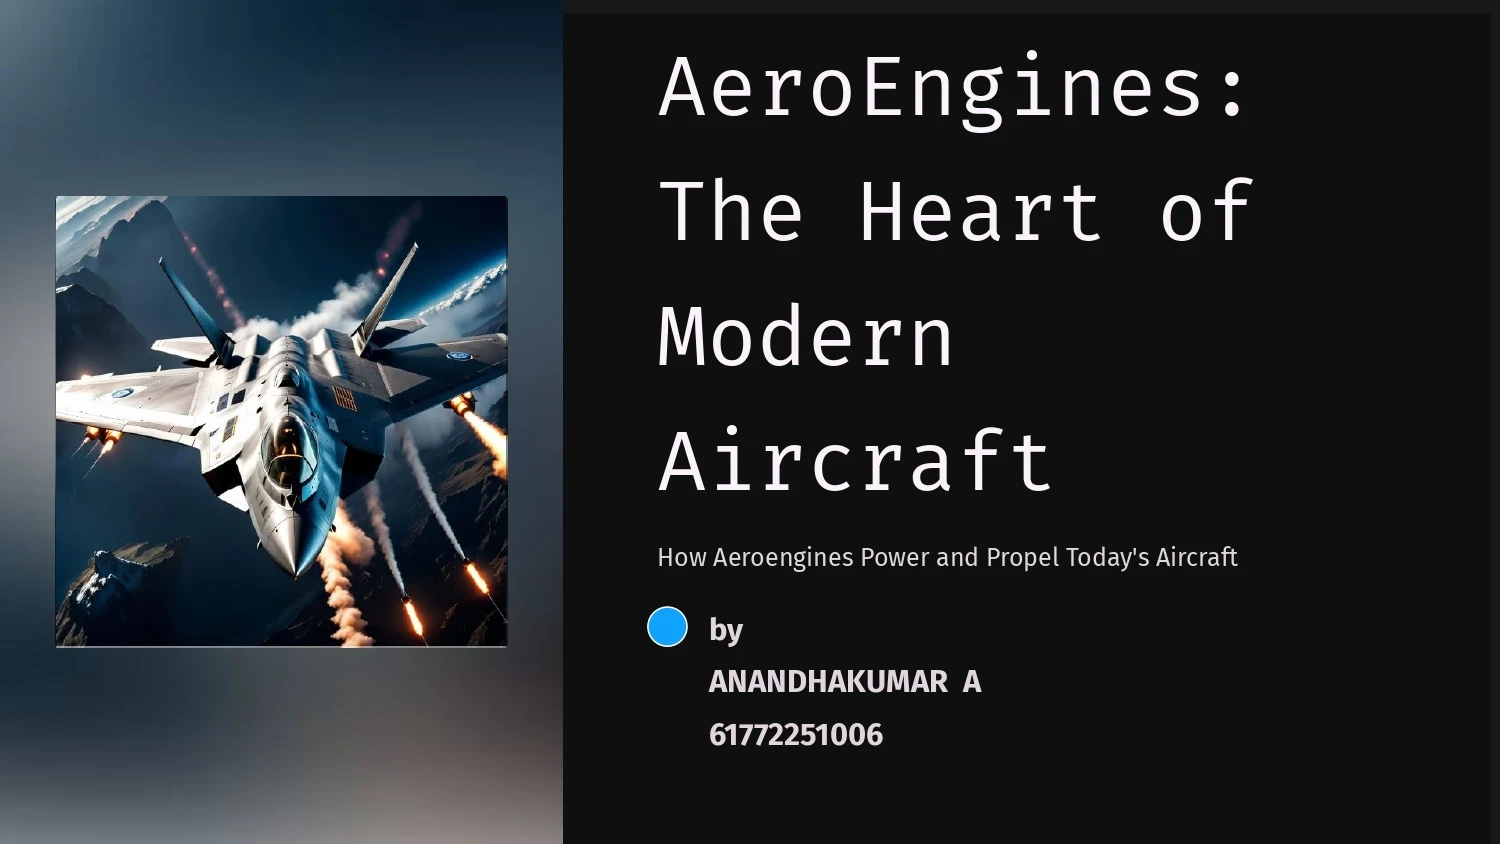 AeroEngines:
The Heart of
Modern
Aircraft
How Aeroengines Power and Propel Today's Aircraft
by
ANANDHAKUMAR A
61772251006